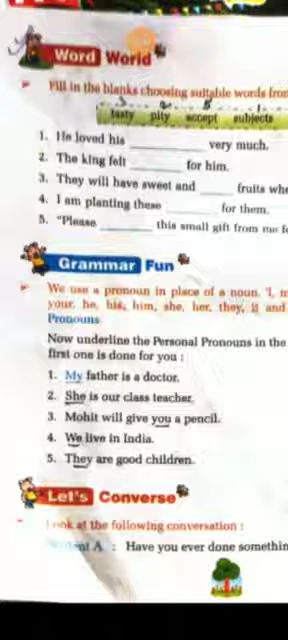 Word World
Fill in the blanks choosing suitable words from
tasty pity accept subjects
1. He loved his ________ very much.
2. The king felt ________ for him.
3. They will have sweet and ________ fruits whe
4. I am planting these ________ for them.
5. "Please ________ this small gift from me f
Grammar Fun
We use a pronoun in place of a noun. 'I, m
your, he, his, him, she, her, they, it and
Pronouns
Now underline the Personal Pronouns in the
first one is done for you :
1. My father is a doctor.
2. She is our class teacher.
3. Mohit will give you a pencil.
4. We live in India.
5. They are good children.
Let's Converse
Look at the following conversation :
A : Have you ever done somethin